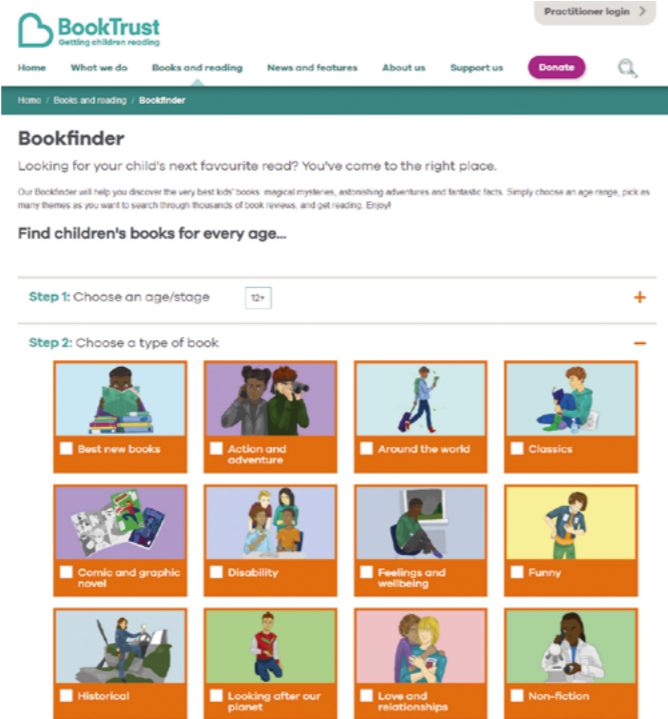 Practitioner login >
BookTrust
Getting children reading
Home What we do Books and reading News and features About us Support us Donate
Home / Books and reading / Bookfinder
Bookfinder
Looking for your child's next favourite read? You've come to the right place.
Our Bookfinder will help you discover the very best kids' books: magical mysteries, astonishing adventures and fantastic facts. Simply choose an age range, pick as
many themes as you want to search through thousands of book reviews, and get reading. Enjoy!
Find children's books for every age...
Step 1: Choose an age/stage 12+ +
Step 2: Choose a type of book −
Best new books
Action and
adventure
Around the world
Classics
Comic and graphic
novel
Disability
Feelings and
wellbeing
Funny
Historical
Looking after our
planet
Love and
relationships
Non-fiction